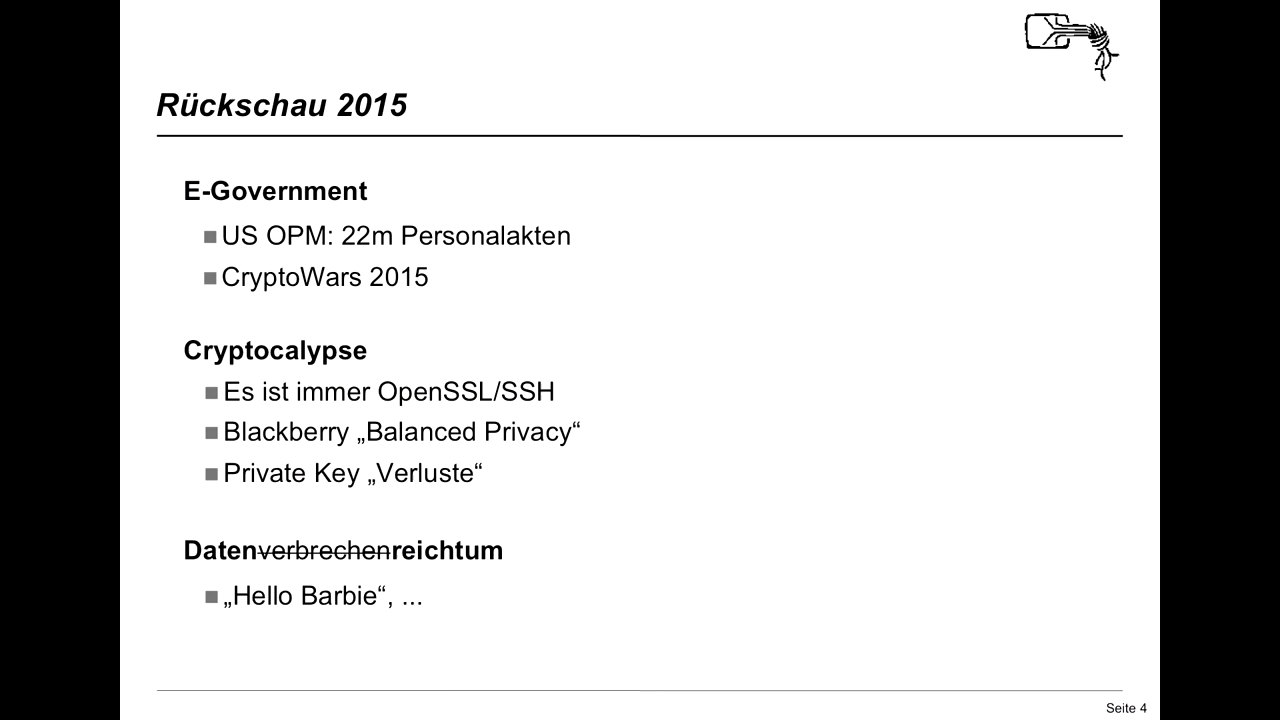 Rückschau 2015
E-Government
US OPM: 22m Personalakten
CryptoWars 2015
Cryptocalypse
Es ist immer OpenSSL/SSH
Blackberry „Balanced Privacy“
Private Key „Verluste“
Datenverbrechenreichtum
„Hello Barbie“, ...
Seite 4